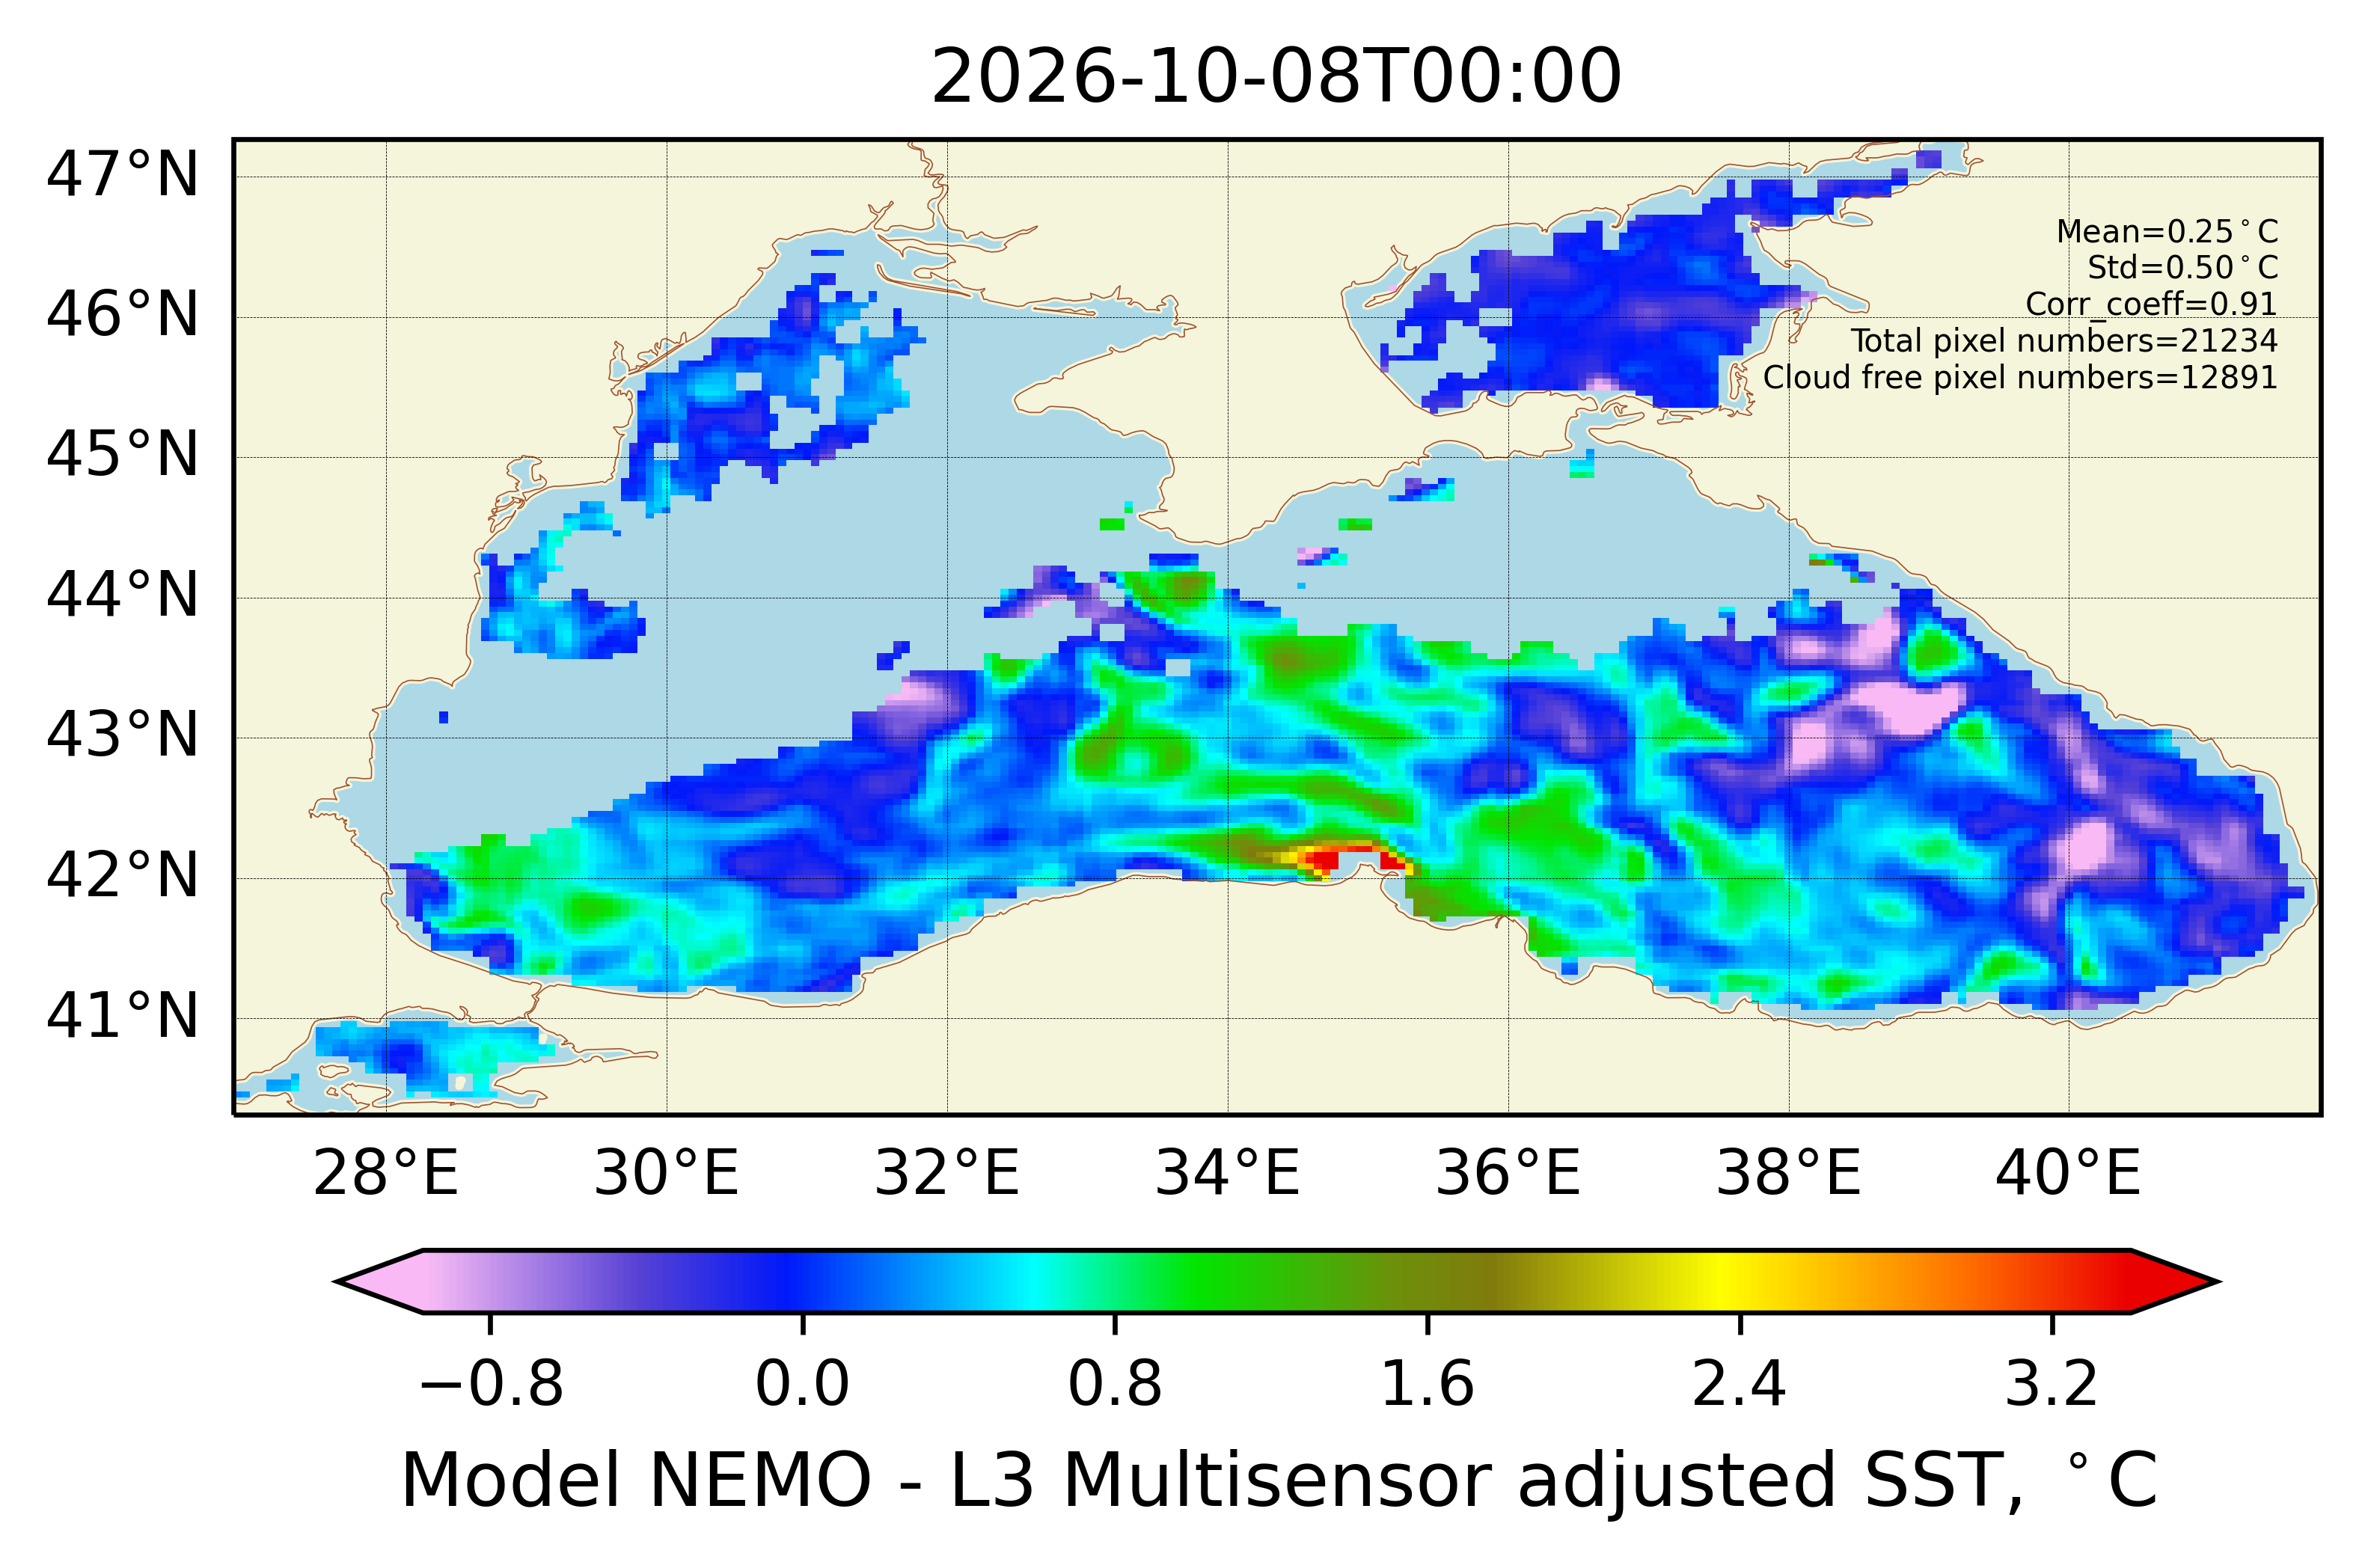 2026-10-08T00:00
47°N
46°N
45°N
44°N
43°N
42°N
41°N
Mean=0.25°C
Std=0.50°C
Corr_coeff=0.91
Total pixel numbers=21234
Cloud free pixel numbers=12891
28°E 30°E 32°E 34°E 36°E 38°E 40°E
−0.8 0.0 0.8 1.6 2.4 3.2
Model NEMO - L3 Multisensor adjusted SST, °C